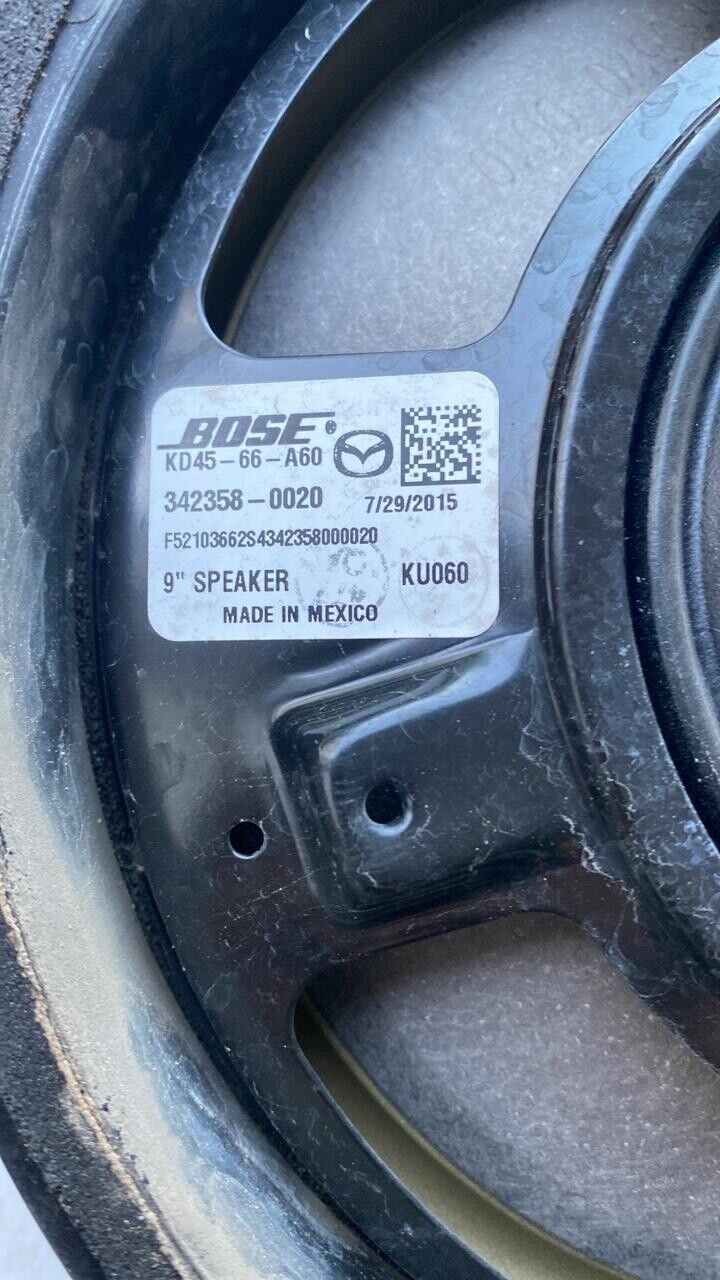 BOSE ®
KD45-66-A60
342358-0020 7/29/2015
F52103662S4342358000020
9" SPEAKER KU060
MADE IN MEXICO